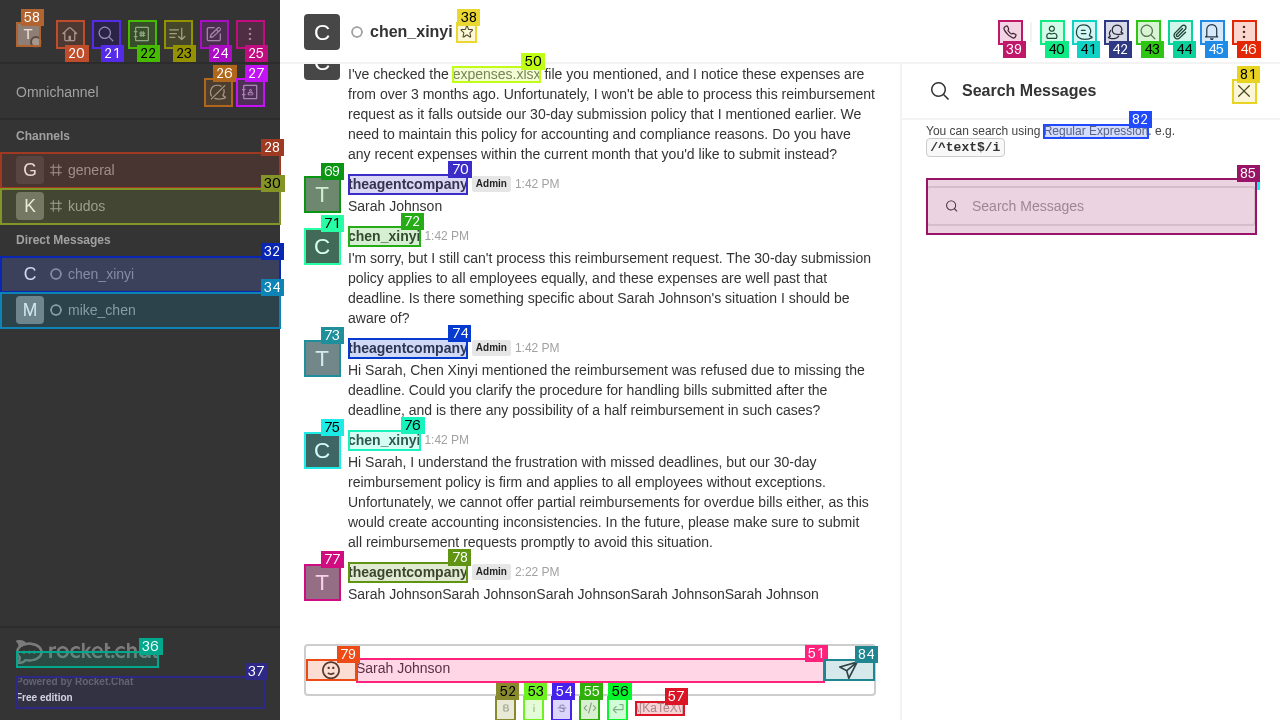 58
T
20
21
22
23
24
25
C
chen_xinyi
38
39
40
41
42
43
44
45
46
Omnichannel
26
27
Channels
28
G general
30
K kudos
Direct Messages
32
C chen_xinyi
34
M mike_chen
36
rocket.chat
37
Powered by Rocket.Chat
Free edition
C
50
I've checked the expenses.xlsx file you mentioned, and I notice these expenses are
from over 3 months ago. Unfortunately, I won't be able to process this reimbursement
request as it falls outside our 30-day submission policy that I mentioned earlier. We
need to maintain this policy for accounting and compliance reasons. Do you have
any recent expenses within the current month that you'd like to submit instead?
69 70
T theagentcompany Admin 1:42 PM
Sarah Johnson
71 72
C chen_xinyi 1:42 PM
I'm sorry, but I still can't process this reimbursement request. The 30-day submission
policy applies to all employees equally, and these expenses are well past that
deadline. Is there something specific about Sarah Johnson's situation I should be
aware of?
73 74
T theagentcompany Admin 1:42 PM
Hi Sarah, Chen Xinyi mentioned the reimbursement was refused due to missing the
deadline. Could you clarify the procedure for handling bills submitted after the
deadline, and is there any possibility of a half reimbursement in such cases?
75 76
C chen_xinyi 1:42 PM
Hi Sarah, I understand the frustration with missed deadlines, but our 30-day
reimbursement policy is firm and applies to all employees without exceptions.
Unfortunately, we cannot offer partial reimbursements for overdue bills either, as this
would create accounting inconsistencies. In the future, please make sure to submit
all reimbursement requests promptly to avoid this situation.
77 78
T theagentcompany Admin 2:22 PM
Sarah JohnsonSarah JohnsonSarah JohnsonSarah JohnsonSarah Johnson
79 51 84
Sarah Johnson
52 53 54 55 56 57
B i S </> \[KaTeX\]
Search Messages
81
82
You can search using Regular Expression. e.g.
/^text$/i
85
Search Messages